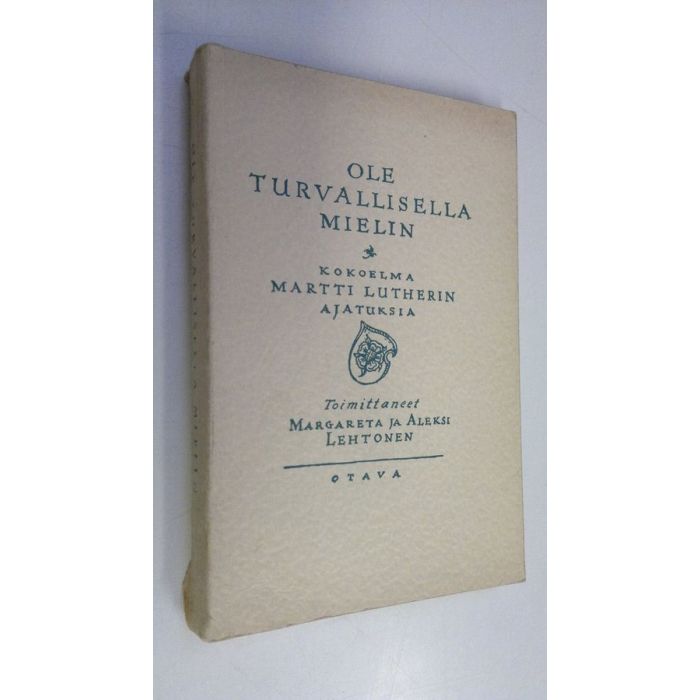 OLE
TURVALLISELLA
MIELIN
KOKOELMA
MARTTI LUTHERIN
AJATUKSIA
Toimittaneet
MARGARETA JA ALEKSI
LEHTONEN
OTAVA